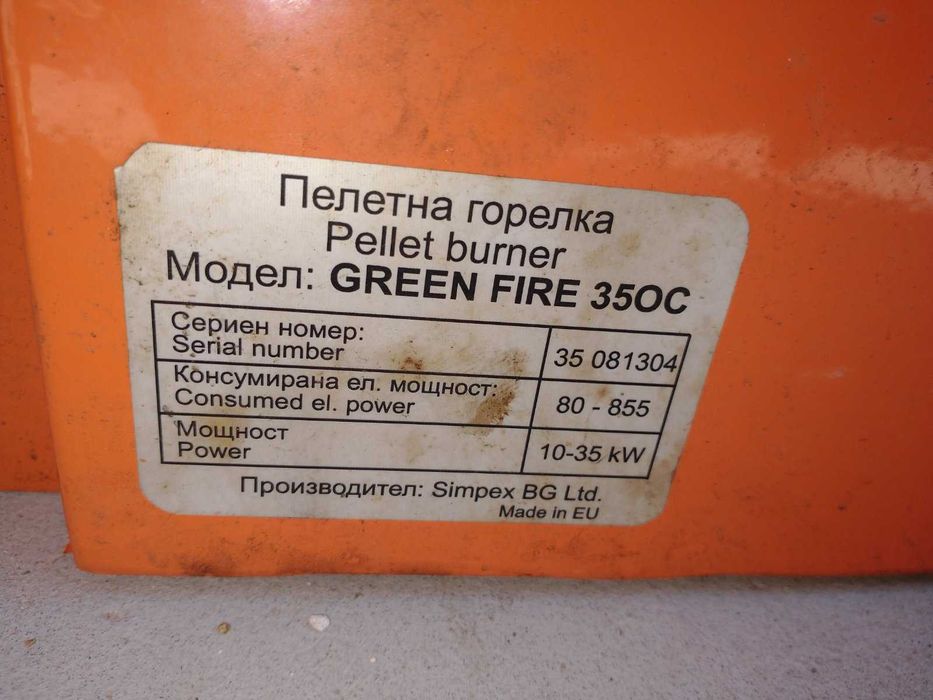 Пелетна горелка
Pellet burner
Модел: GREEN FIRE 35OC
Сериен номер:
Serial number
35 081304
Консумирана ел. мощност:
Consumed el. power
80 - 855
Мощност
Power
10-35 kW
Производител: Simpex BG Ltd.
Made in EU